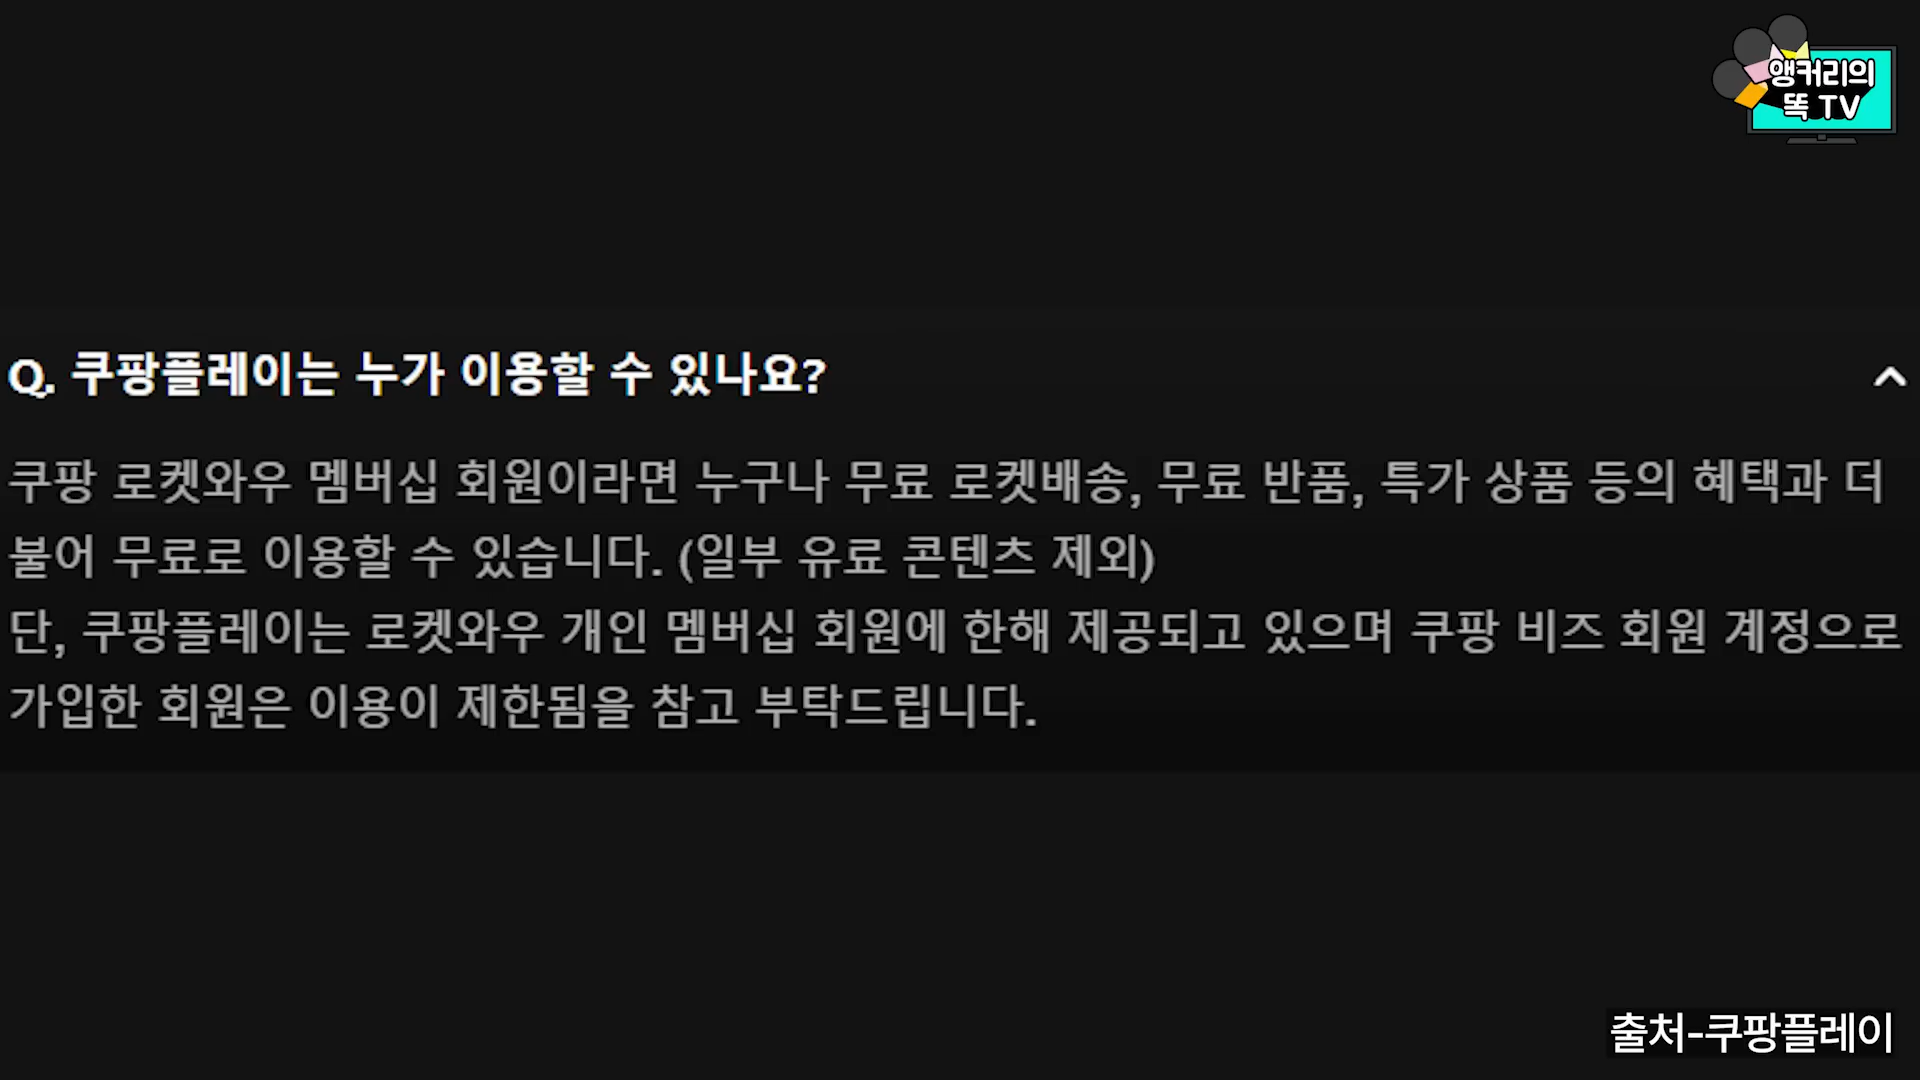 앵커리의
똑 TV
Q. 쿠팡플레이는 누가 이용할 수 있나요?
쿠팡 로켓와우 멤버십 회원이라면 누구나 무료 로켓배송, 무료 반품, 특가 상품 등의 혜택과 더
불어 무료로 이용할 수 있습니다. (일부 유료 콘텐츠 제외)
단, 쿠팡플레이는 로켓와우 개인 멤버십 회원에 한해 제공되고 있으며 쿠팡 비즈 회원 계정으로
가입한 회원은 이용이 제한됨을 참고 부탁드립니다.
출처-쿠팡플레이